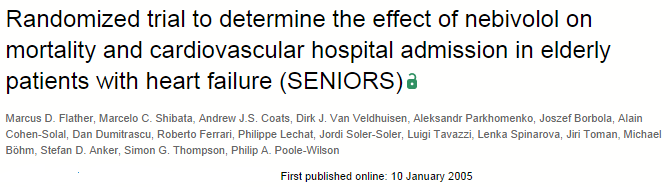 Randomized trial to determine the effect of nebivolol on
mortality and cardiovascular hospital admission in elderly
patients with heart failure (SENIORS)
Marcus D. Flather, Marcelo C. Shibata, Andrew J.S. Coats, Dirk J. Van Veldhuisen, Aleksandr Parkhomenko, Joszef Borbola, Alain
Cohen-Solal, Dan Dumitrascu, Roberto Ferrari, Philippe Lechat, Jordi Soler-Soler, Luigi Tavazzi, Lenka Spinarova, Jiri Toman, Michael
Böhm, Stefan D. Anker, Simon G. Thompson, Philip A. Poole-Wilson
First published online: 10 January 2005